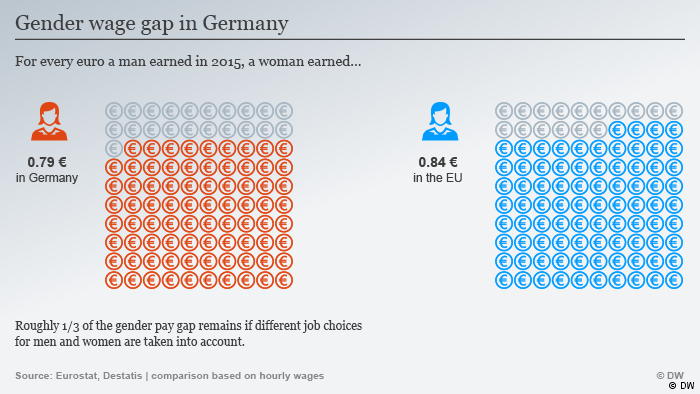 Gender wage gap in Germany
For every euro a man earned in 2015, a woman earned...
0.79 €
in Germany
0.84 €
in the EU
Roughly 1/3 of the gender pay gap remains if different job choices
for men and women are taken into account.
Source: Eurostat, Destatis | comparison based on hourly wages
© DW
© DW